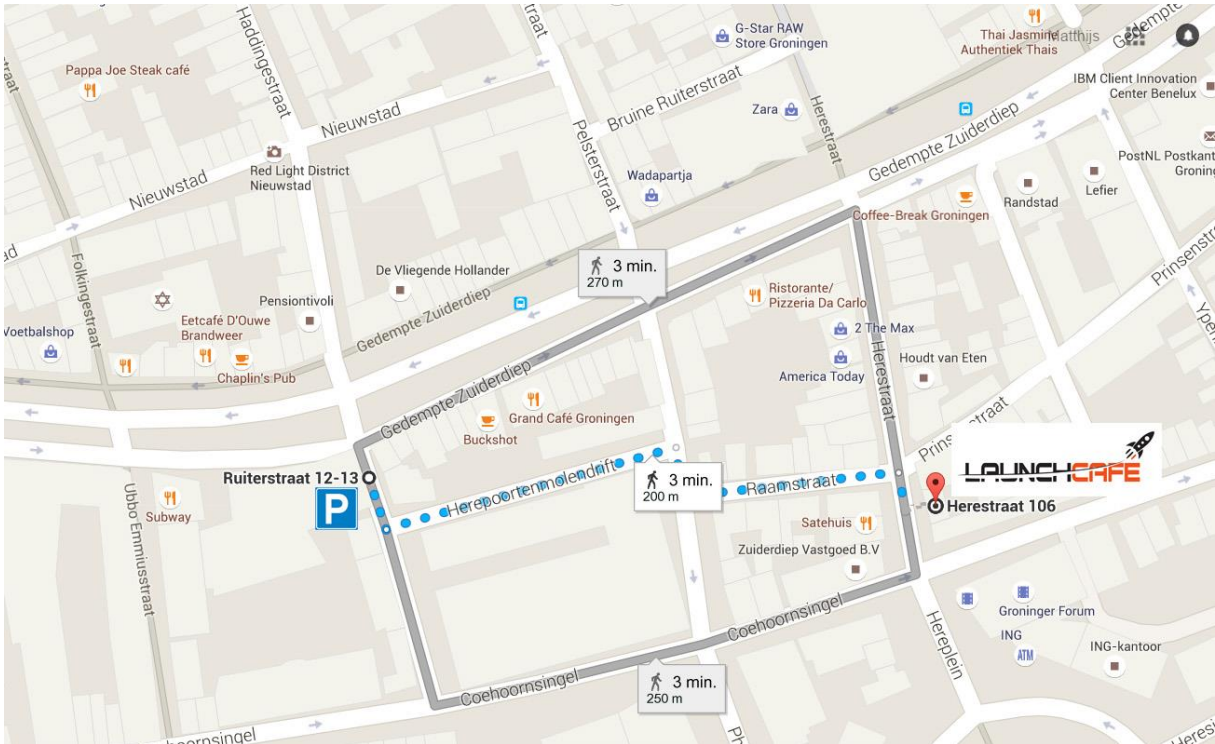 G-Star RAW
Store Groningen
Thai Jasmine
Authentiek Thais
Matthijs
Gedempte Zuiderdiep
Haddingestraat
Pappa Joe Steak café
IBM Client Innovation
Center Benelux
Bruine Ruiterstraat
Zara
Herestraat
Nieuwstad
Pelsterstraat
Red Light District
Nieuwstad
Nieuwstad
PostNL Postkant
Groning
Gedempte Zuiderdiep
Wadapartja
Lefier
Randstad
Coffee-Break Groningen
Prinsenstr
Folkingestraat
3 min.
270 m
De Vliegende Hollander
Pensiontivoli
Ristorante/
Pizzeria Da Carlo
Gedempte Zuiderdiep
Voetbalshop
Eetcafé D'Ouwe
Brandweer
2 The Max
Herestraat
Houdt van Eten
Chaplin's Pub
America Today
Gedempte Zuiderdiep
Grand Café Groningen
Buckshot
Prinsenstraat
LAUNCHCAFE
Ruiterstraat 12-13
P
Herepoortenmolendrift
3 min.
200 m
Raamstraat
Herestraat 106
Subway
Ubbo Emmiusstraat
Satehuis
Zuiderdiep Vastgoed B.V
Groninger Forum
Coehoornsingel
Hereplein
ING
ATM
ING-kantoor
3 min.
250 m
Coehoornsingel